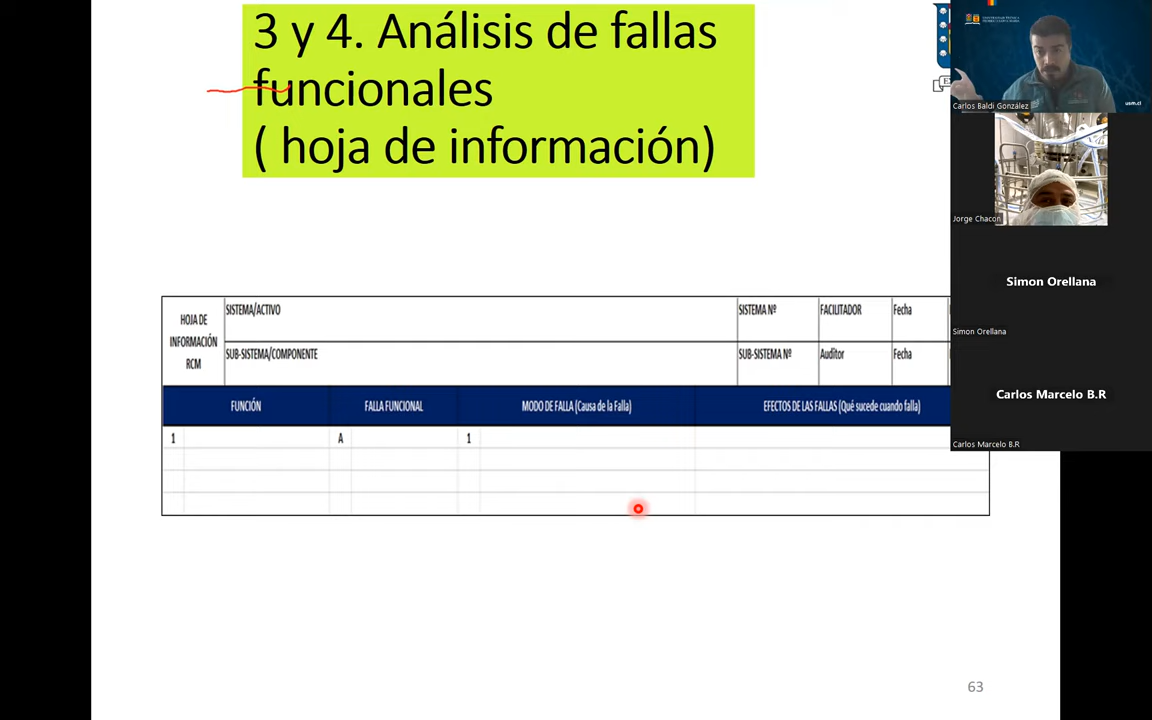 3 y 4. Análisis de fallas
funcionales
( hoja de información)
HOJA DE
INFORMACIÓN
RCM
SISTEMA/ACTIVO
SISTEMA Nº
FACILITADOR
Fecha
SUB-SISTEMA/COMPONENTE
SUB-SISTEMA Nº
Auditor
Fecha
FUNCIÓN
FALLA FUNCIONAL
MODO DE FALLA (Causa de la Falla)
EFECTOS DE LAS FALLAS (Qué sucede cuando falla)
1
A
1
63
Carlos Baldi González
usm.cl
Jorge Chacon
Simon Orellana
Simon Orellana
Carlos Marcelo B.R
Carlos Marcelo B.R